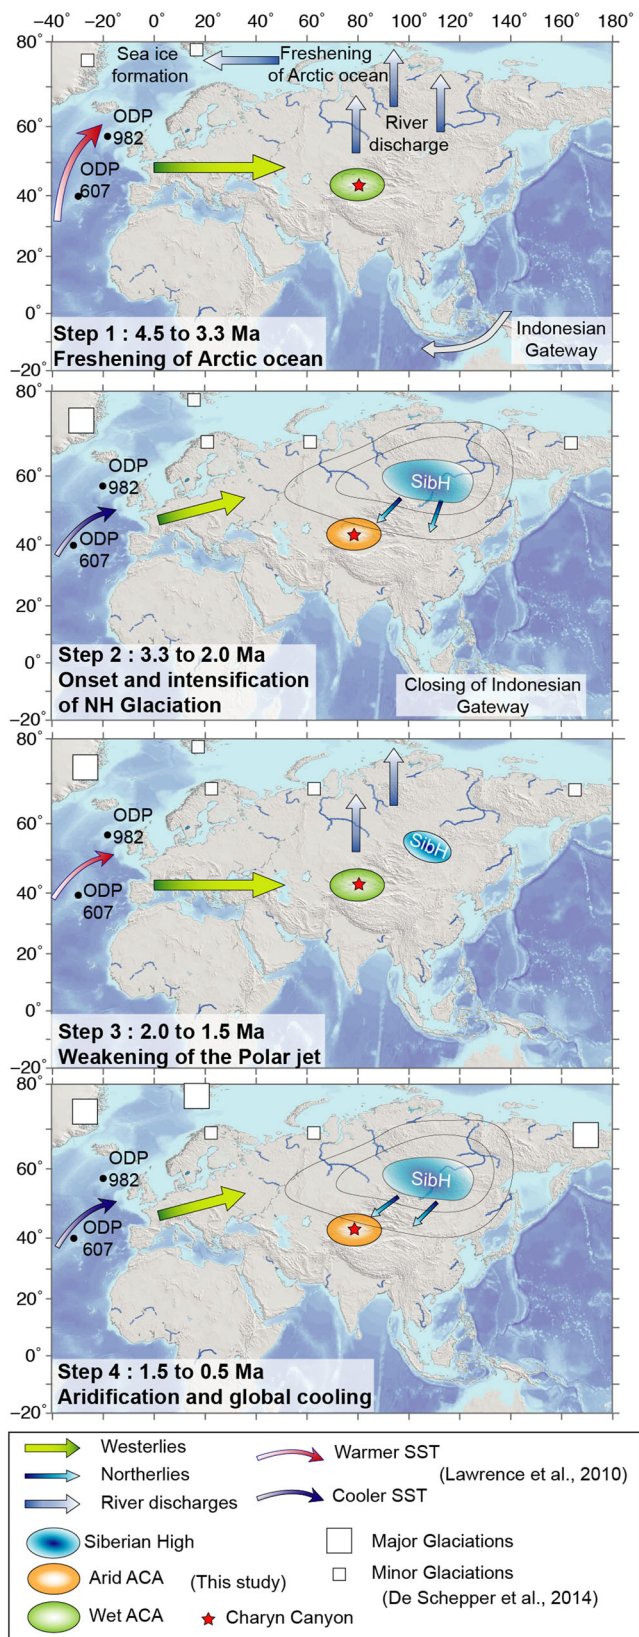 −40° −20° 0° 20° 40° 60° 80° 100° 120° 140° 160° 180°
80°
Sea ice
formation
Freshening
of Arctic ocean
ODP
982
60°
River
discharge
ODP
607
40°
20°
0°
Step 1 : 4.5 to 3.3 Ma
Freshening of Arctic ocean
Indonesian
Gateway
−20°
80°
ODP
982
60°
SibH
ODP
607
40°
20°
0°
Step 2 : 3.3 to 2.0 Ma
Onset and intensification
of NH Glaciation
Closing of Indonesian
Gateway
−20°
80°
ODP
982
60°
SibH
ODP
607
40°
20°
0°
Step 3 : 2.0 to 1.5 Ma
Weakening of the Polar jet
−20°
80°
ODP
982
60°
SibH
ODP
607
40°
20°
0°
Step 4 : 1.5 to 0.5 Ma
Aridification and global cooling
−20°
Westerlies
Northerlies
River discharges
Warmer SST
(Lawrence et al., 2010)
Cooler SST
Siberian High
Arid ACA
(This study)
Wet ACA
Charyn Canyon
Major Glaciations
Minor Glaciations
(De Schepper et al., 2014)